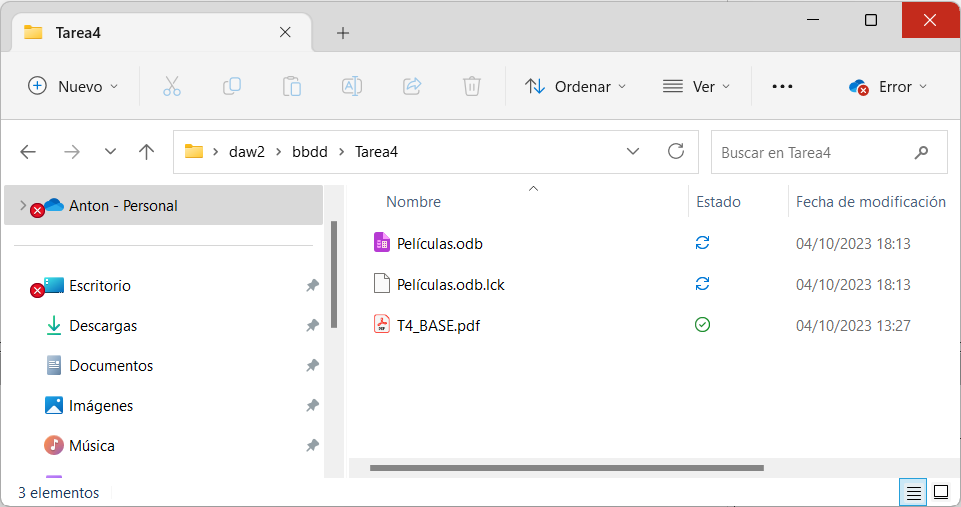 Tarea4
Nuevo
Ordenar
Ver
Error
daw2 bbdd Tarea4
Buscar en Tarea4
Anton - Personal
Escritorio
Descargas
Documentos
Imágenes
Música
Nombre Estado Fecha de modificación
Películas.odb 04/10/2023 18:13
Películas.odb.lck 04/10/2023 18:13
T4_BASE.pdf 04/10/2023 13:27
3 elementos